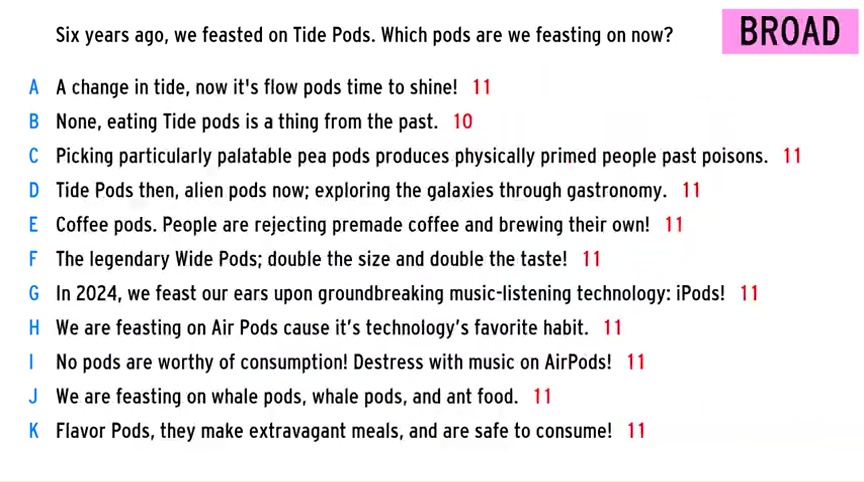 Six years ago, we feasted on Tide Pods. Which pods are we feasting on now?
BROAD
A A change in tide, now it's flow pods time to shine! 11
B None, eating Tide pods is a thing from the past. 10
C Picking particularly palatable pea pods produces physically primed people past poisons. 11
D Tide Pods then, alien pods now; exploring the galaxies through gastronomy. 11
E Coffee pods. People are rejecting premade coffee and brewing their own! 11
F The legendary Wide Pods; double the size and double the taste! 11
G In 2024, we feast our ears upon groundbreaking music-listening technology: iPods! 11
H We are feasting on Air Pods cause it's technology's favorite habit. 11
I No pods are worthy of consumption! Destress with music on AirPods! 11
J We are feasting on whale pods, whale pods, and ant food. 11
K Flavor Pods, they make extravagant meals, and are safe to consume! 11